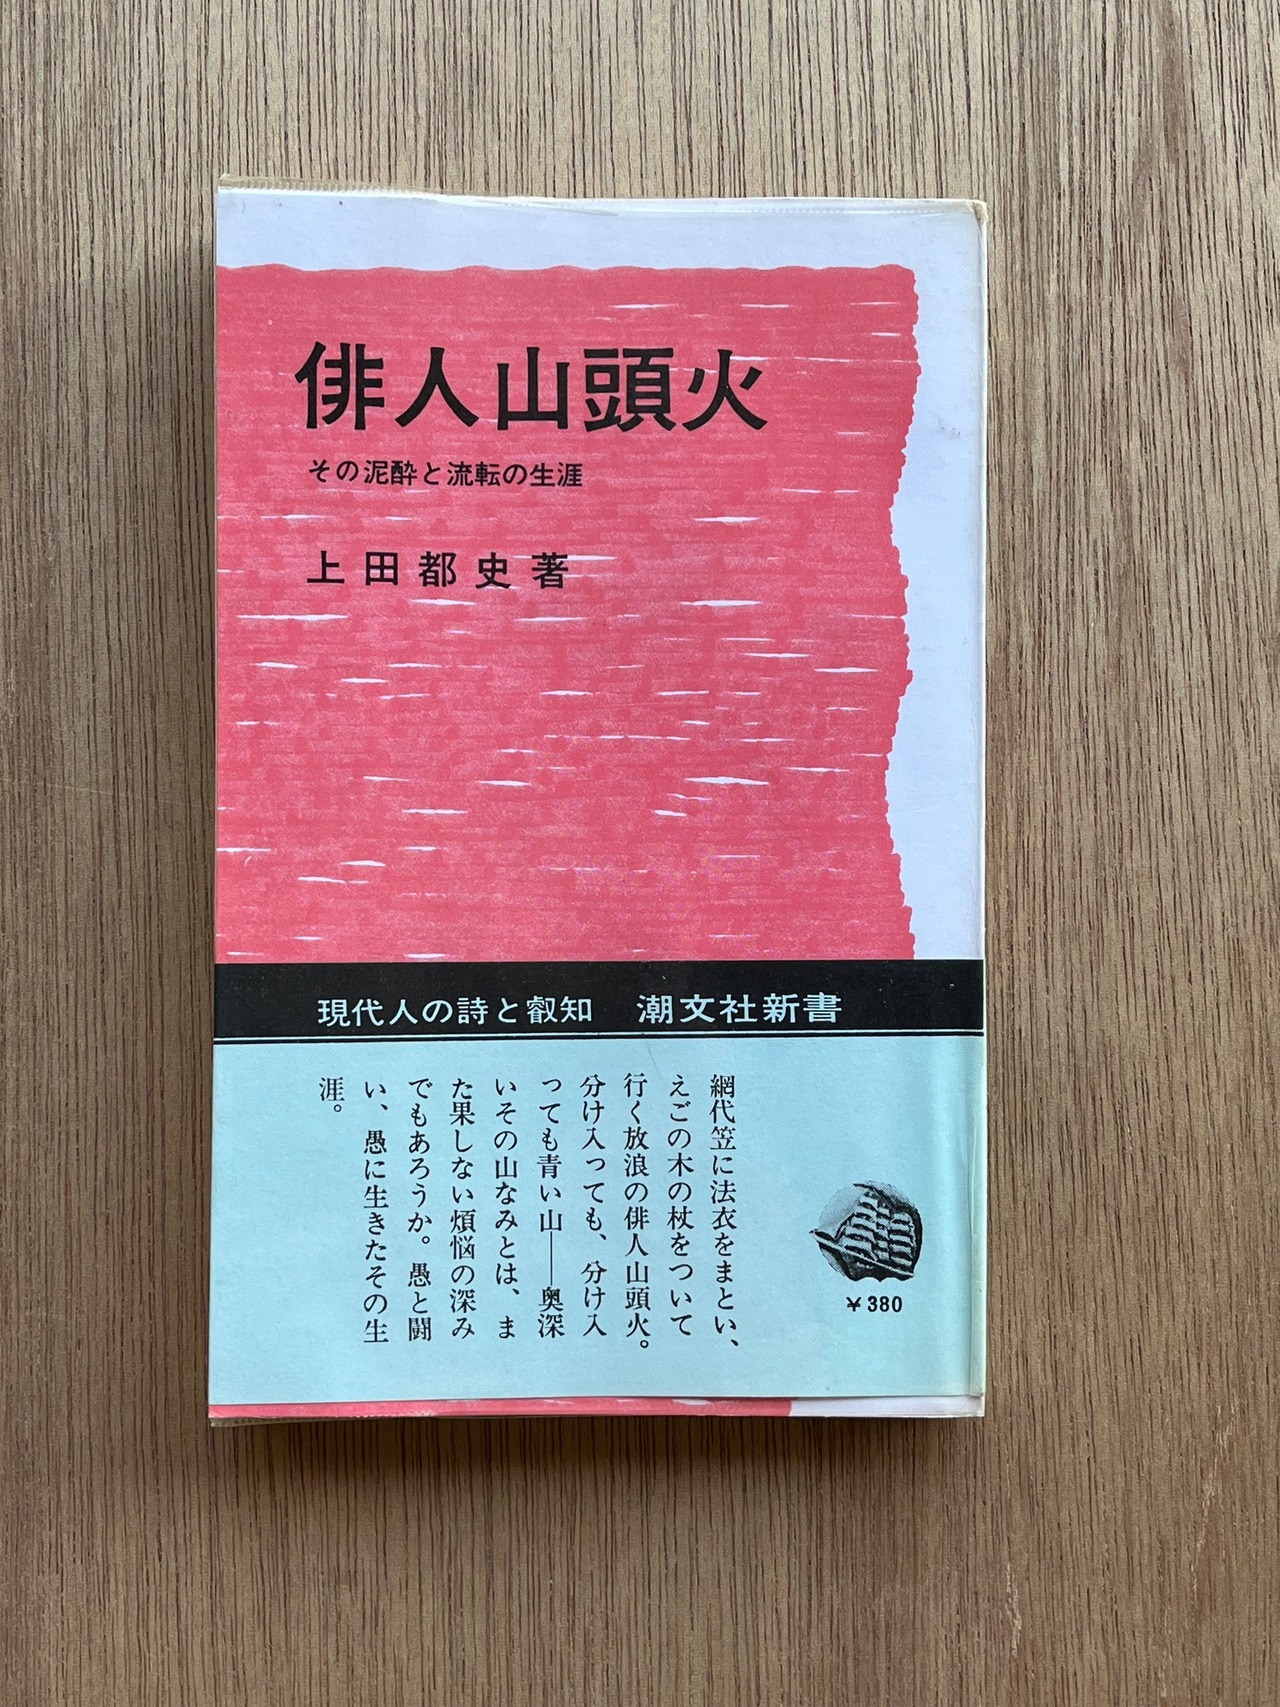 俳人山頭火
その泥酔と流転の生涯
上田都史著
現代人の詩と叡知　潮文社新書
網代笠に法衣をまとい、
えごの木の杖をついて
行く放浪の俳人山頭火。
分け入っても、分け入
つても青い山──奥深
いその山なみとは、ま
た果しない煩悩の深み
でもあろうか。愚と闘
い、愚に生きたその生
涯。
￥380